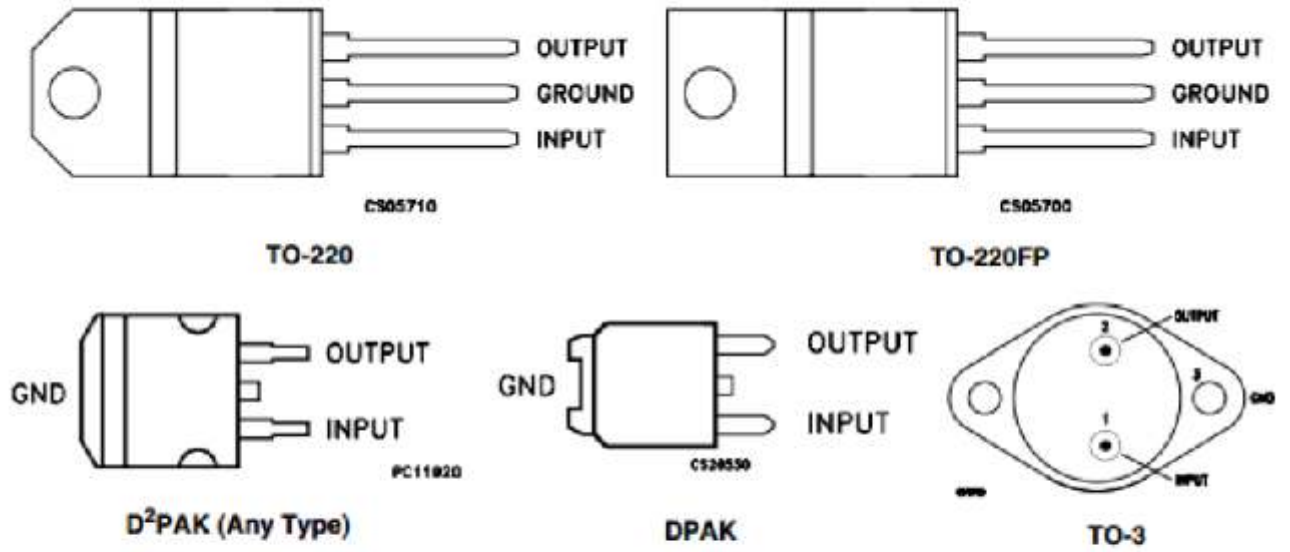 OUTPUT
GROUND
INPUT
CS05710
TO-220
OUTPUT
GROUND
INPUT
CS05700
TO-220FP
GND
OUTPUT
INPUT
PC11920
D²PAK (Any Type)
GND
OUTPUT
INPUT
DPAK
2
OUTPUT
3
GND
1
INPUT
TO-3